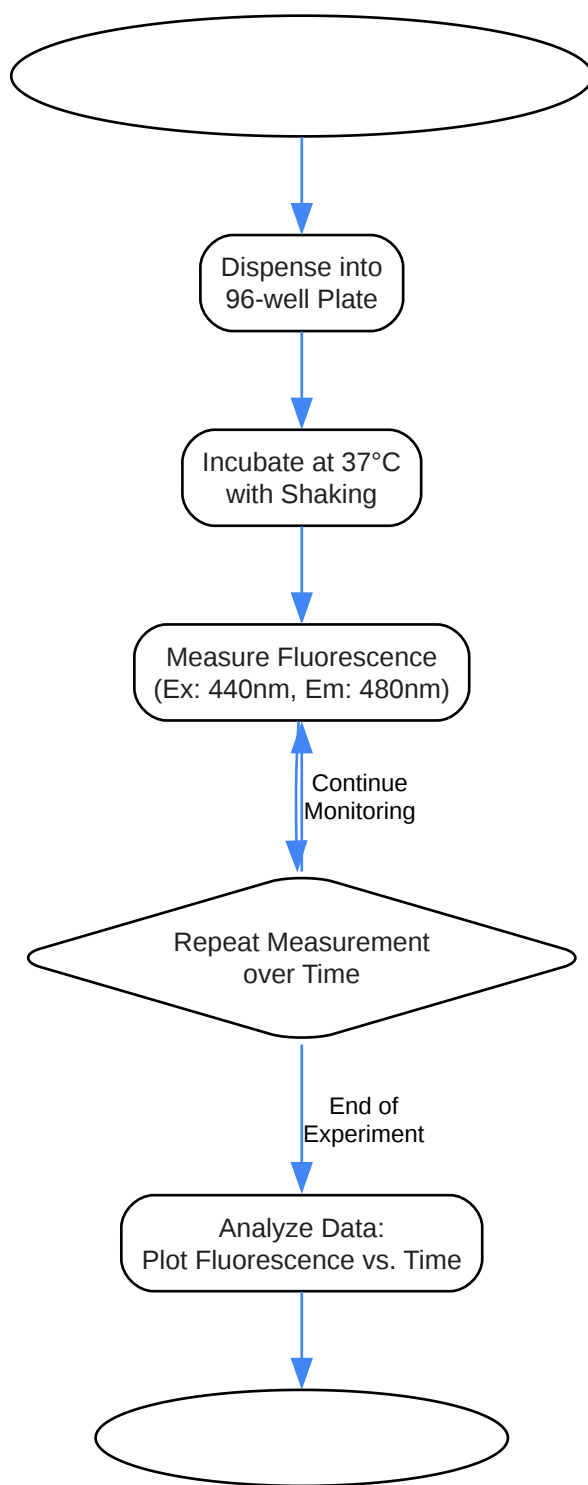 Dispense into
96-well Plate
Incubate at 37°C
with Shaking
Measure Fluorescence
(Ex: 440nm, Em: 480nm)
Continue
Monitoring
Repeat Measurement
over Time
End of
Experiment
Analyze Data:
Plot Fluorescence vs. Time